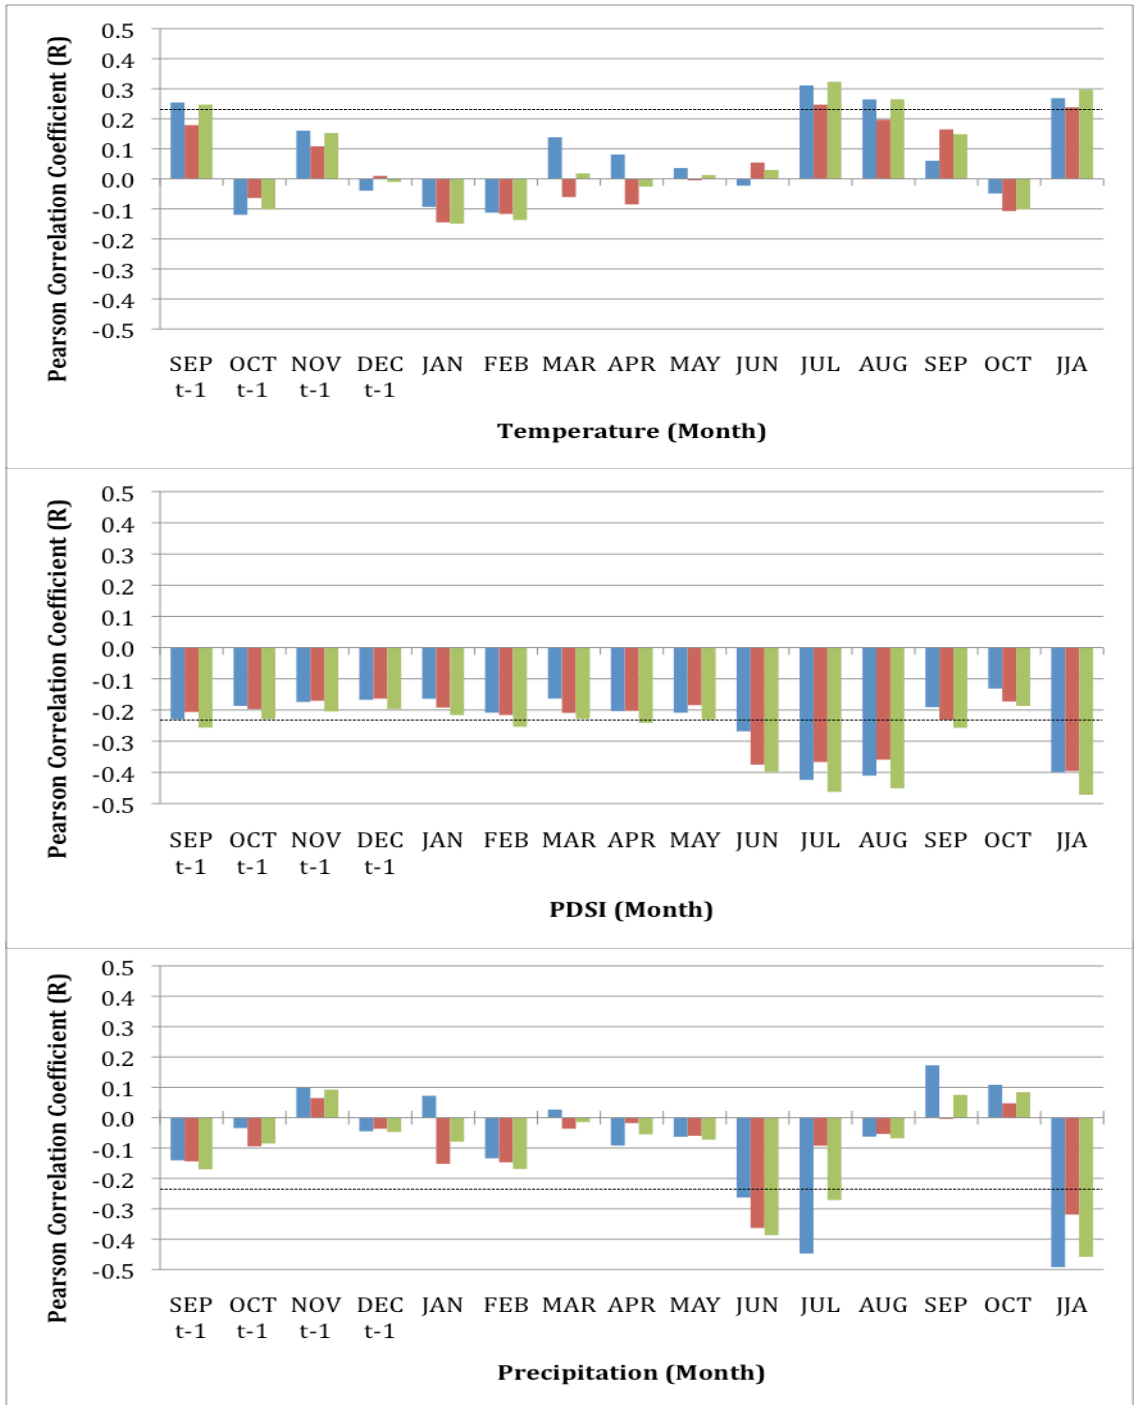 Pearson Correlation Coefficient (R)
0.5
0.4
0.3
0.2
0.1
0.0
-0.1
-0.2
-0.3
-0.4
-0.5
SEP OCT NOV DEC JAN FEB MAR APR MAY JUN JUL AUG SEP OCT JJA
t-1 t-1 t-1 t-1
Temperature (Month)
Pearson Correlation Coefficient (R)
0.5
0.4
0.3
0.2
0.1
0.0
-0.1
-0.2
-0.3
-0.4
-0.5
SEP OCT NOV DEC JAN FEB MAR APR MAY JUN JUL AUG SEP OCT JJA
t-1 t-1 t-1 t-1
PDSI (Month)
Pearson Correlation Coefficient (R)
0.5
0.4
0.3
0.2
0.1
0.0
-0.1
-0.2
-0.3
-0.4
-0.5
SEP OCT NOV DEC JAN FEB MAR APR MAY JUN JUL AUG SEP OCT JJA
t-1 t-1 t-1 t-1
Precipitation (Month)